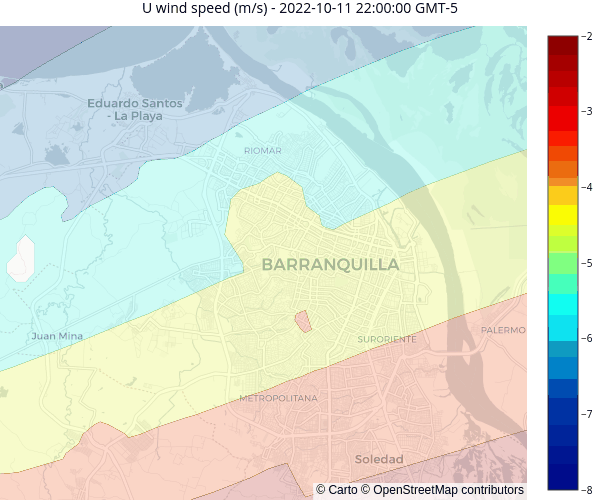 U wind speed (m/s) - 2022-10-11 22:00:00 GMT-5
Eduardo Santos
- La Playa
RIOMAR
BARRANQUILLA
Juan Mina
SURORIENTE
PALERMO
METROPOLITANA
Soledad
© Carto © OpenStreetMap contributors
−2
−3
−4
−5
−6
−7
−8